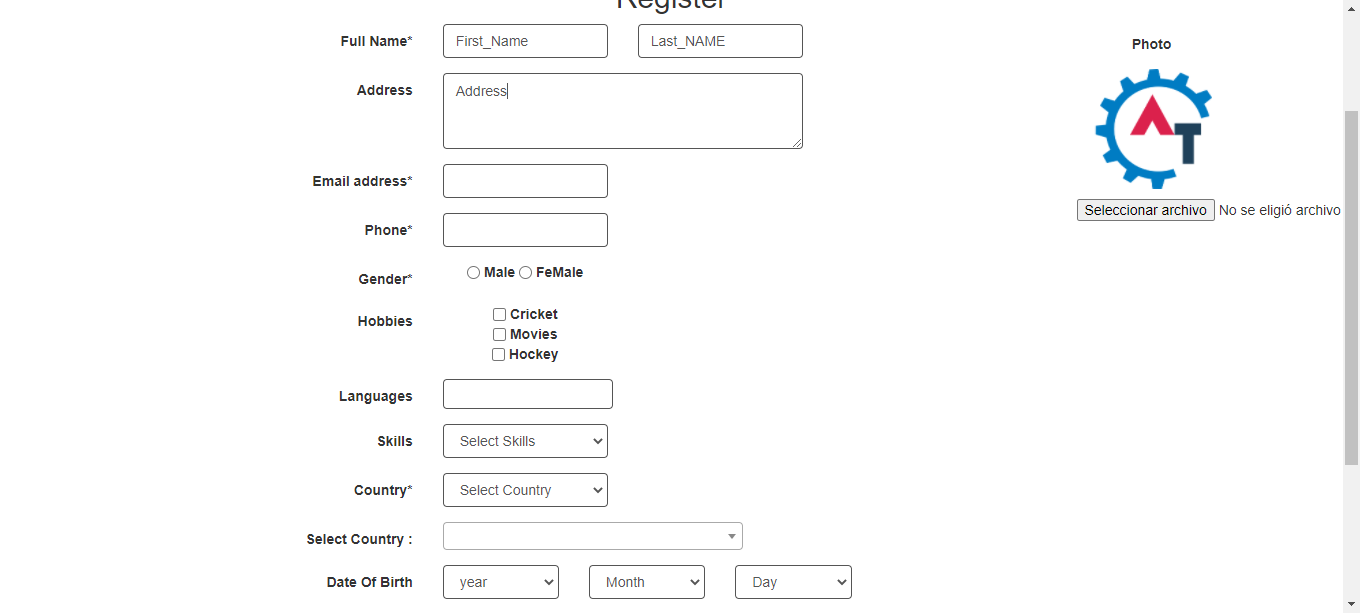 Register
Full Name* First_Name Last_NAME
Photo
Address Address
AT
Email address*
Phone*
Seleccionar archivo No se eligió archivo
Gender* Male FeMale
Hobbies Cricket
Movies
Hockey
Languages
Skills Select Skills
Country* Select Country
Select Country :
Date Of Birth year Month Day